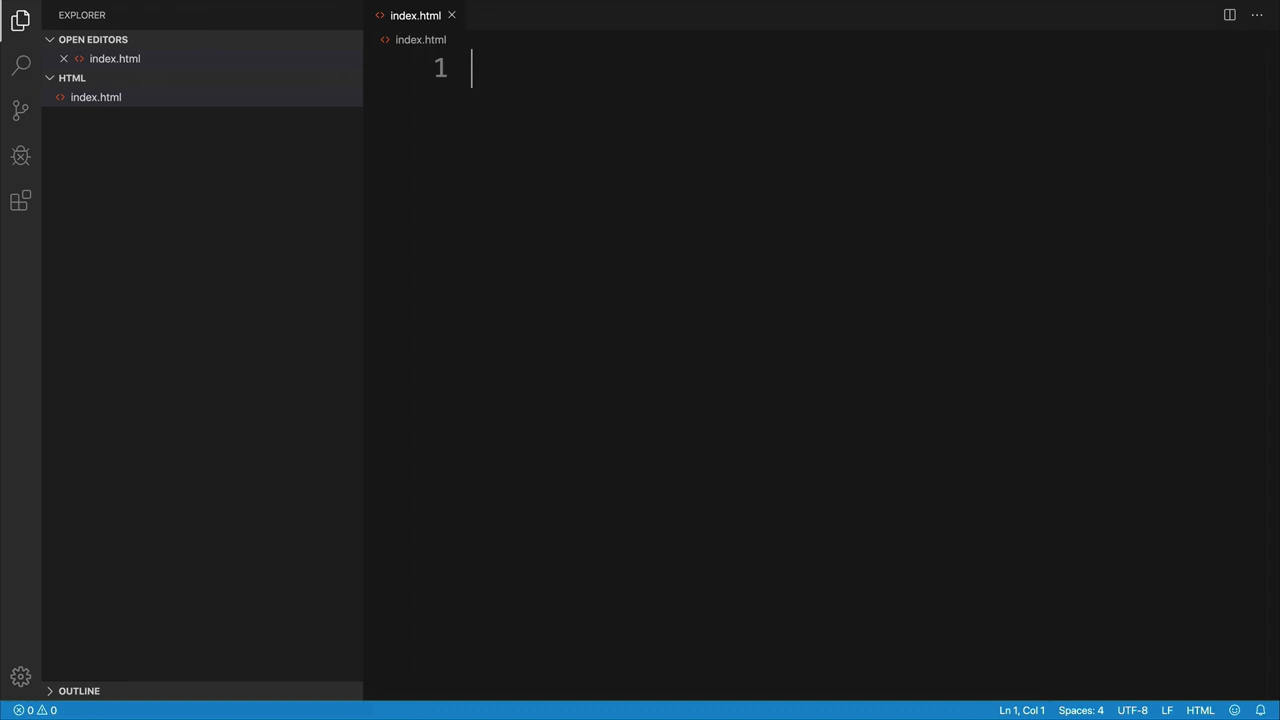 EXPLORER
OPEN EDITORS
index.html
HTML
index.html
OUTLINE
index.html
index.html
1
0 0
Ln 1, Col 1 Spaces: 4 UTF-8 LF HTML